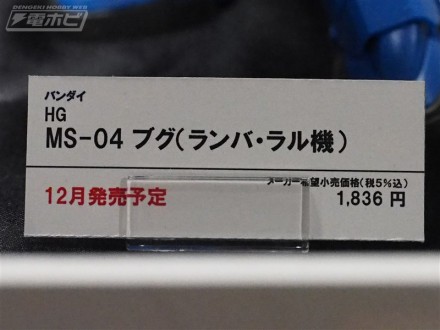 DENGEKI HOBBY WEB
電ホビ
バンダイ
HG
MS-04 ブグ(ランバ・ラル機)
メーカー希望小売価格(税5%込)
12月発売予定
1,836 円